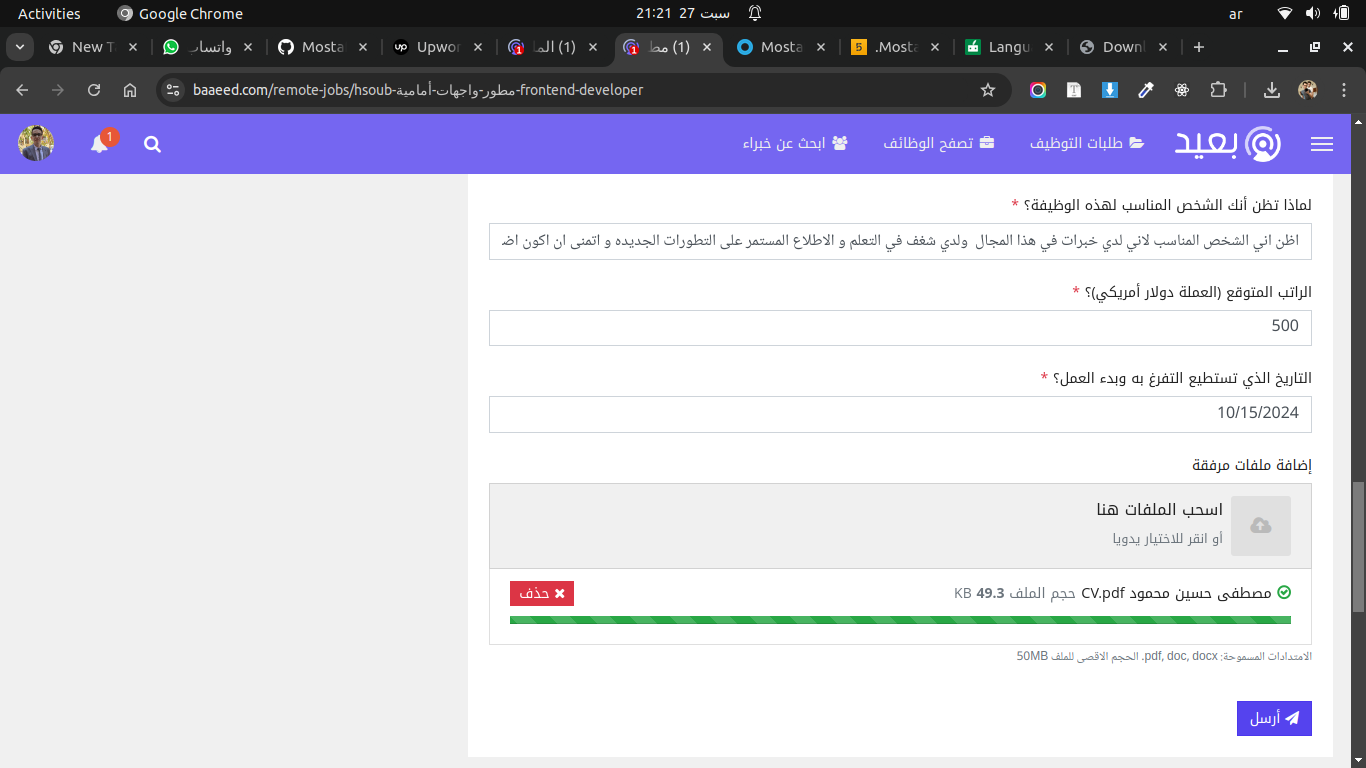 Activities Google Chrome 21:21 27 سبت ar
New T واتساب Mosta Upwor (1) الما (1) مط Mosta .Mosta Langu Downl
baaeed.com/remote-jobs/hsoub-مطور-واجهات-أمامية-frontend-developer
بعيد طلبات التوظيف تصفح الوظائف ابحث عن خبراء 1
لماذا تظن أنك الشخص المناسب لهذه الوظيفة؟ *
اظن اني الشخص المناسب لاني لدي خبرات في هذا المجال ولدي شغف في التعلم و الاطلاع المستمر على التطورات الجديده و اتمنى ان اكون اض
الراتب المتوقع (العملة دولار أمريكي)؟ *
500
التاريخ الذي تستطيع التفرغ به وبدء العمل؟ *
10/15/2024
إضافة ملفات مرفقة
اسحب الملفات هنا
أو انقر للاختيار يدويا
مصطفى حسين محمود CV.pdf حجم الملف 49.3 KB حذف
الامتدادات المسموحة: pdf, doc, docx. الحجم الاقصى للملف 50MB
أرسل